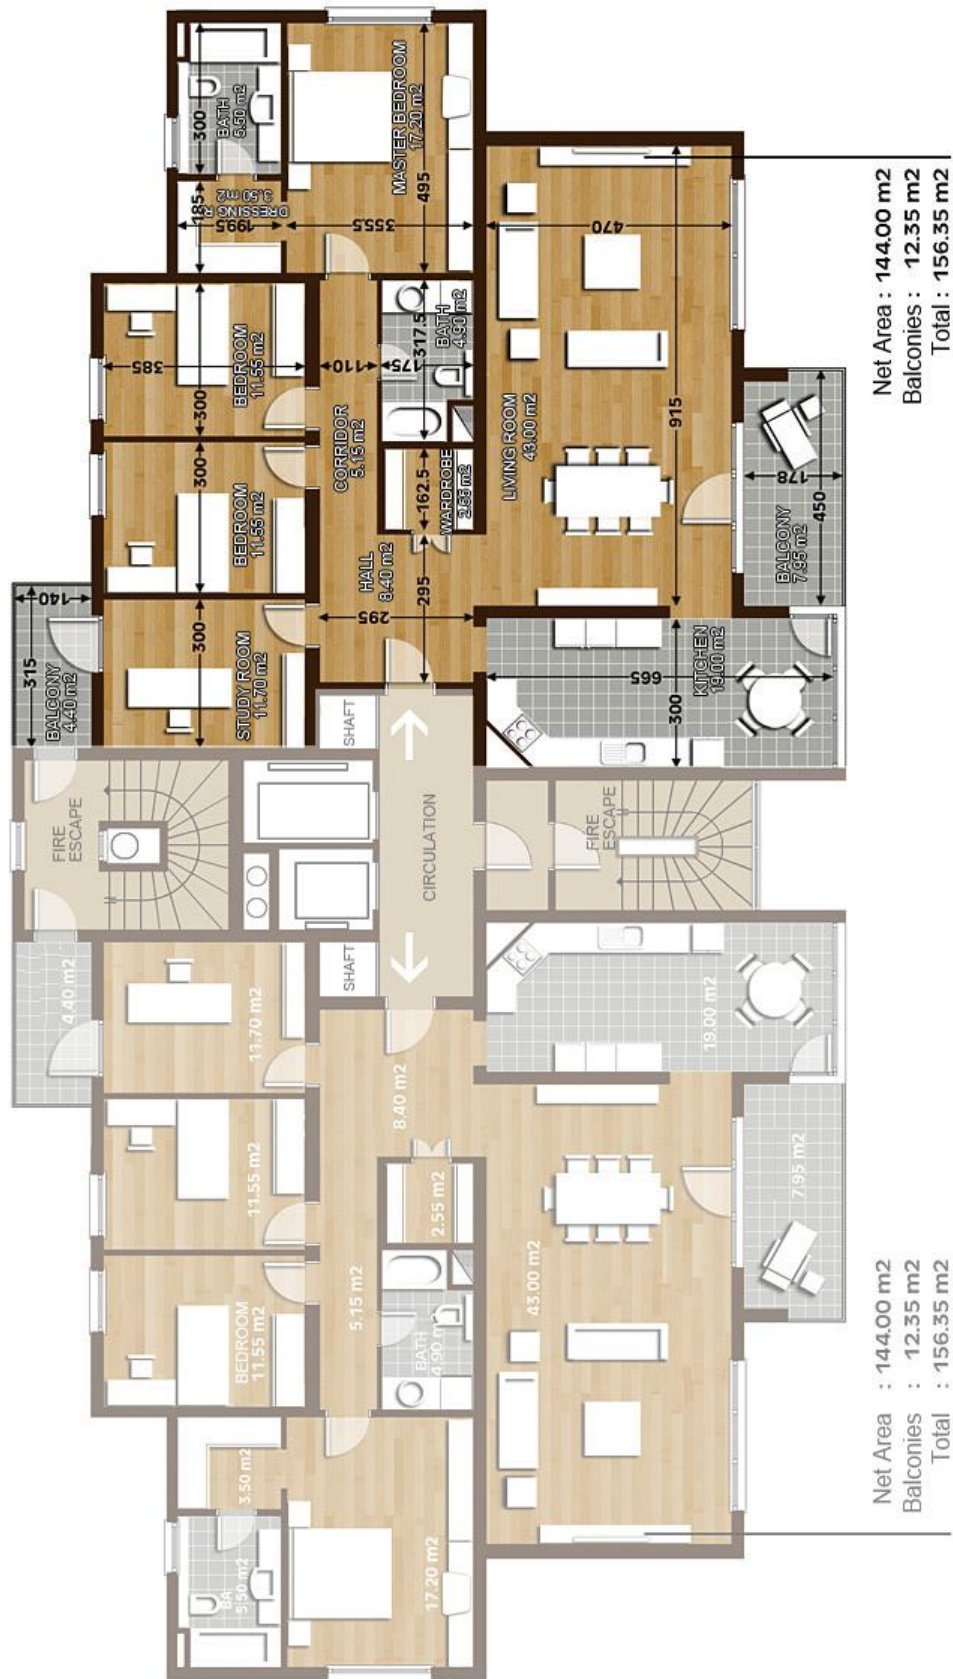 300
BATH
5.50 m2
185
DRESSING R.
3.50 m2
199.5
495
MASTER BEDROOM
17.20 m2
355.5
385
300
BEDROOM
11.55 m2
300
BEDROOM
11.55 m2
110
CORRIDOR
5.15 m2
317.5
175
BATH
4.90 m2
162.5
WARDROBE
2.55 m2
HALL
8.40 m2
295
295
470
LIVING ROOM
43.00 m2
915
178
450
BALCONY
7.95 m2
140
315
BALCONY
4.40 m2
300
STUDY ROOM
11.70 m2
665
300
KITCHEN
19.00 m2
Net Area : 144.00 m2
Balconies : 12.35 m2
Total : 156.35 m2
SHAFT
FIRE
ESCAPE
CIRCULATION
FIRE
ESCAPE
SHAFT
4.40 m2
11.70 m2
11.55 m2
BEDROOM
11.55 m2
8.40 m2
2.55 m2
5.15 m2
BATH
4.90 m
19.00 m2
7.95 m2
43.00 m2
3.50 m2
BA
5.50 m2
17.20 m2
Net Area : 144.00 m2
Balconies : 12.35 m2
Total : 156.35 m2